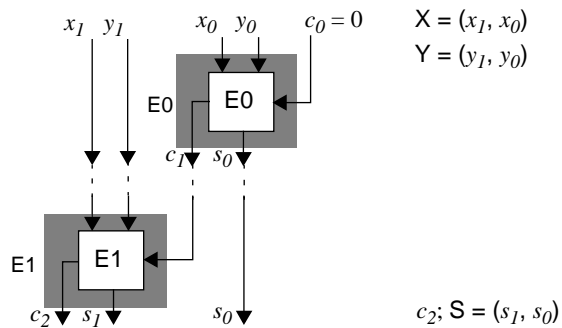 x₁ y₁ x₀ y₀ c₀ = 0 X = (x₁, x₀)
Y = (y₁, y₀)
E0 E0
c₁ s₀
E1 E1
c₂ s₁ s₀ c₂; S = (s₁, s₀)